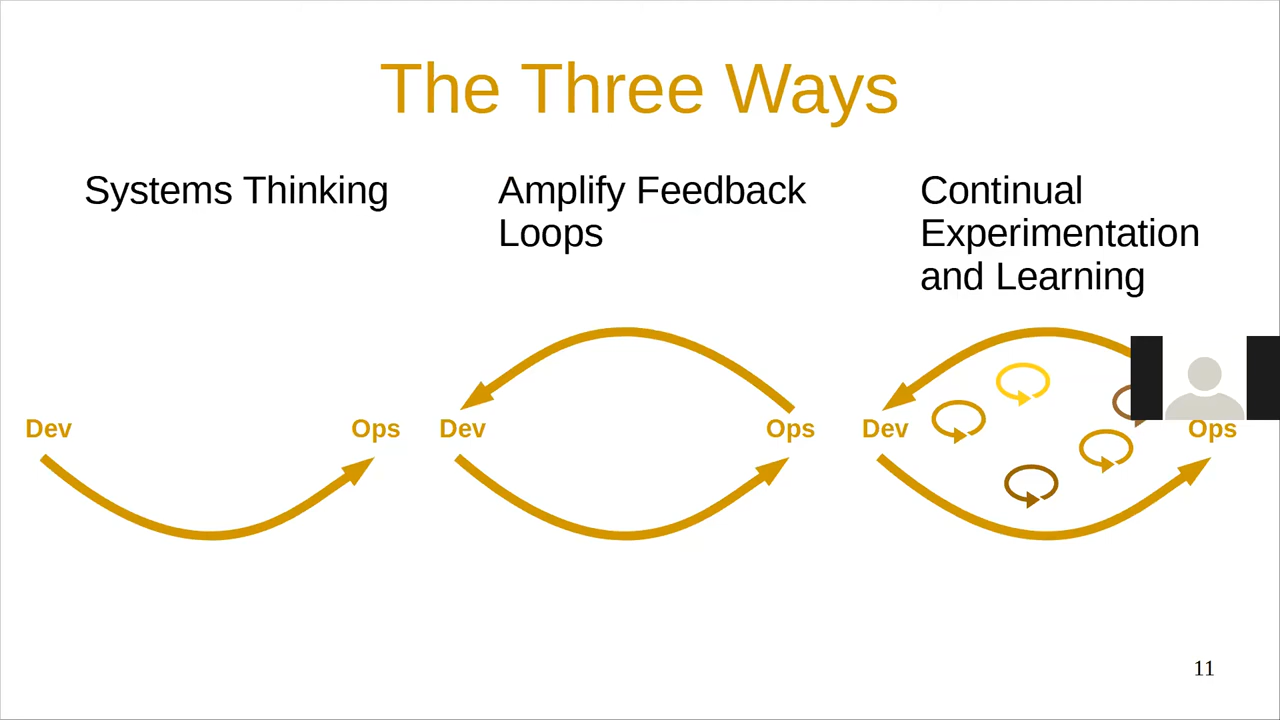 The Three Ways
Systems Thinking
Amplify Feedback
Loops
Continual
Experimentation
and Learning
Dev
Ops
Dev
Ops
Dev
Ops
11